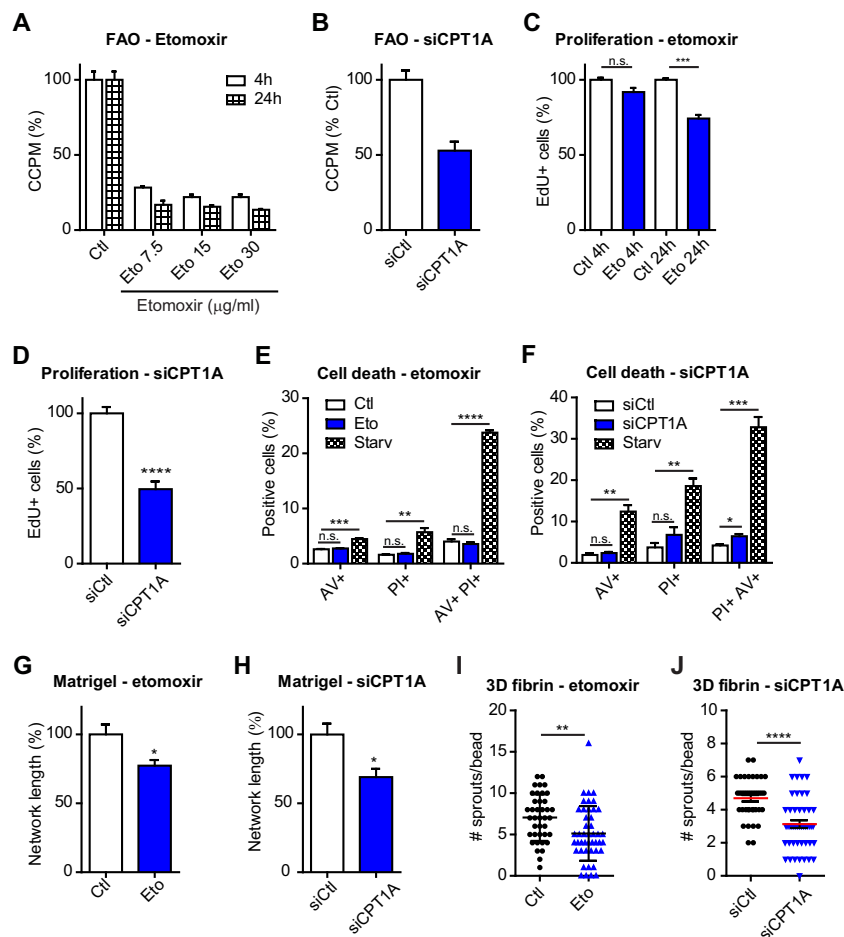 A
FAO - Etomoxir
CCPM (%)
100
50
0
4h
24h
Ctl
Eto 7.5
Eto 15
Eto 30
Etomoxir (μg/ml)
B
FAO - siCPT1A
CCPM (% Ctl)
100
50
0
siCtl
siCPT1A
C
Proliferation - etomoxir
EdU+ cells (%)
100
50
0
n.s.
***
Ctl 4h
Eto 4h
Ctl 24h
Eto 24h
D
Proliferation - siCPT1A
EdU+ cells (%)
100
50
0
****
siCtl
siCPT1A
E
Cell death - etomoxir
Positive cells (%)
30
20
10
0
Ctl
Eto
Starv
****
***
**
n.s.
n.s.
n.s.
AV+
PI+
AV+ PI+
F
Cell death - siCPT1A
Positive cells (%)
40
30
20
10
0
siCtl
siCPT1A
Starv
***
**
**
n.s.
n.s.
*
AV+
PI+
PI+ AV+
G
Matrigel - etomoxir
Network length (%)
100
50
0
*
Ctl
Eto
H
Matrigel - siCPT1A
Network length (%)
100
50
0
*
siCtl
siCPT1A
I
3D fibrin - etomoxir
# sprouts/bead
20
15
10
5
0
**
Ctl
Eto
J
3D fibrin - siCPT1A
# sprouts/bead
10
8
6
4
2
0
****
siCtl
siCPT1A